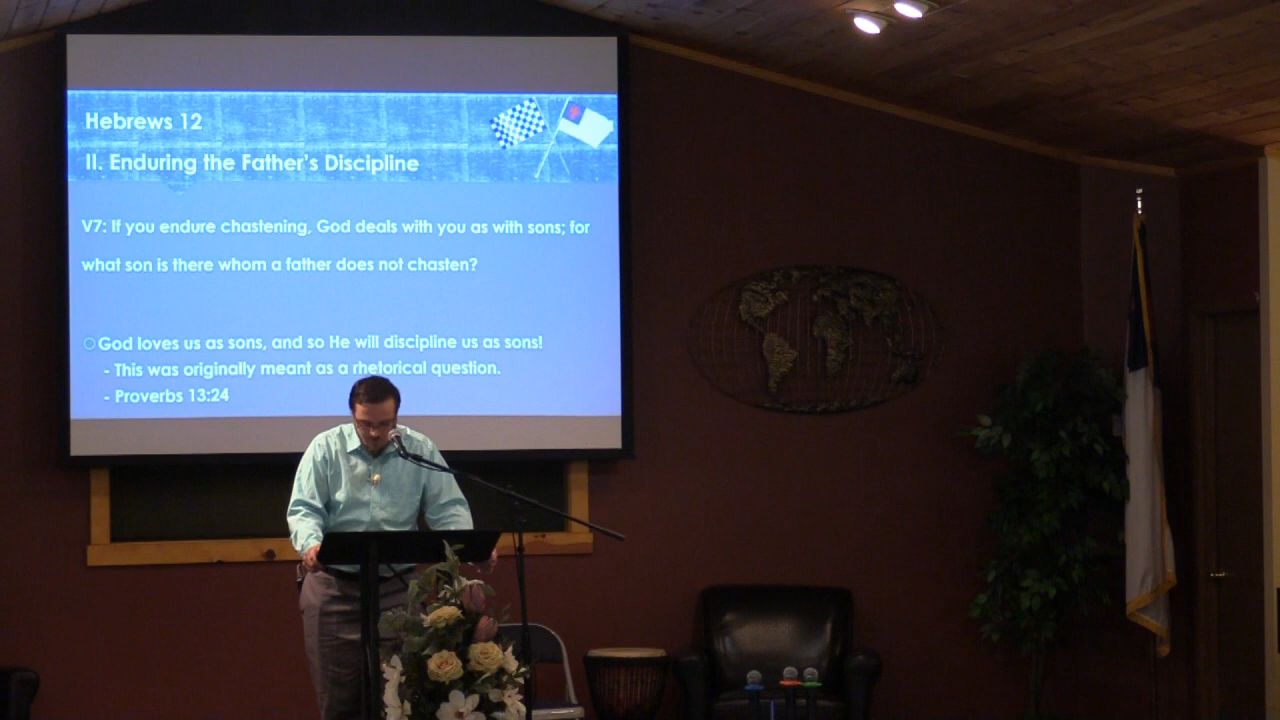 Hebrews 12
II. Enduring the Father's Discipline
V7: If you endure chastening, God deals with you as with sons; for
what son is there whom a father does not chasten?
God loves us as sons, and so He will discipline us as sons!
- This was originally meant as a rhetorical question.
- Proverbs 13:24